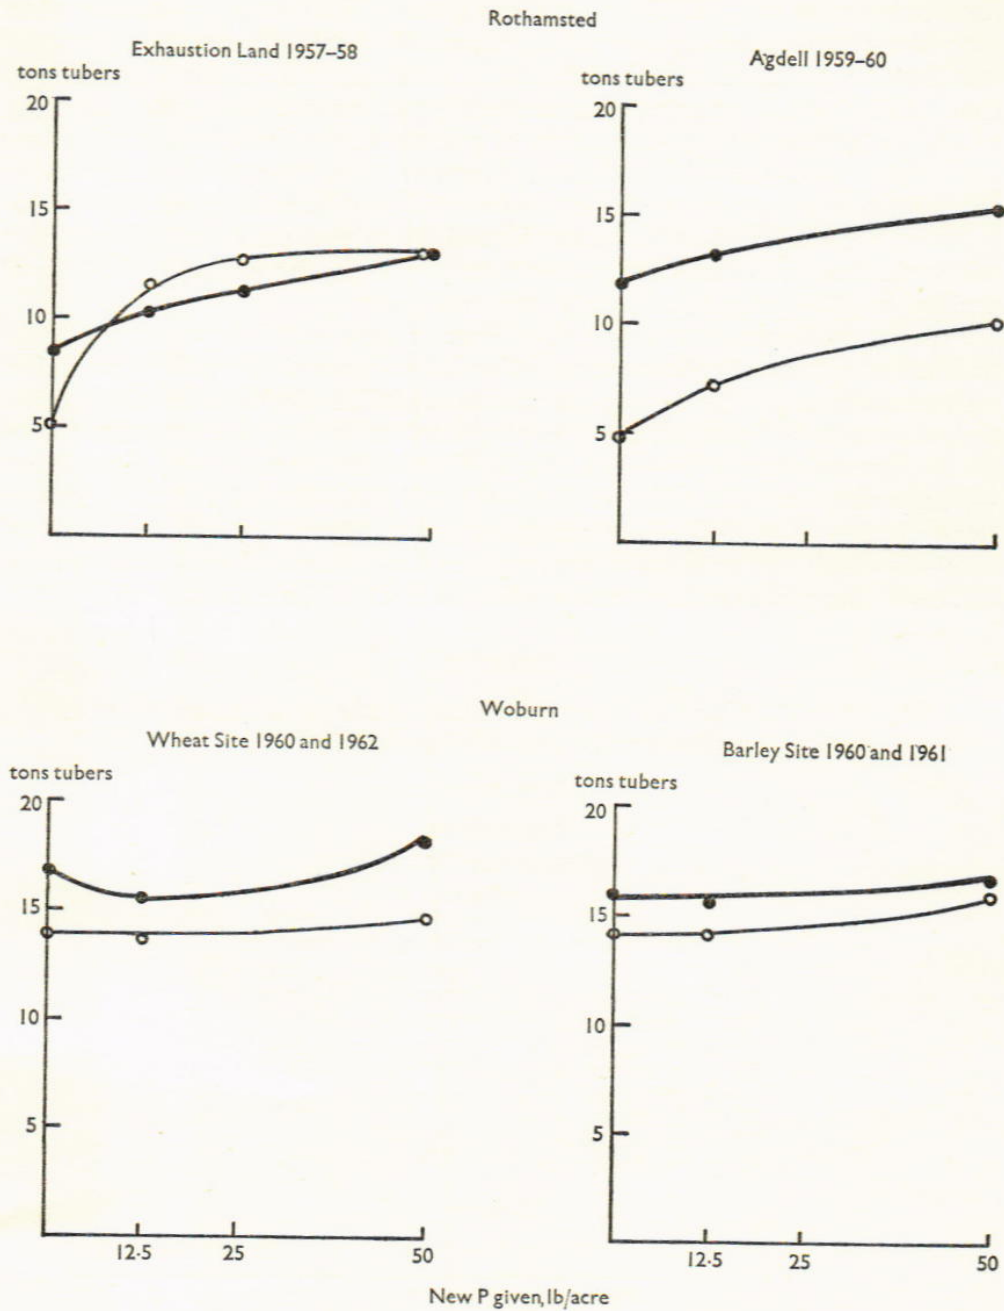 Rothamsted
Exhaustion Land 1957–58
tons tubers
20
15
10
5
Agdell 1959–60
tons tubers
20
15
10
5
Woburn
Wheat Site 1960 and 1962
tons tubers
20
15
10
5
12·5 25 50
Barley Site 1960 and 1961
tons tubers
20
15
10
5
12·5 25 50
New P given, lb/acre